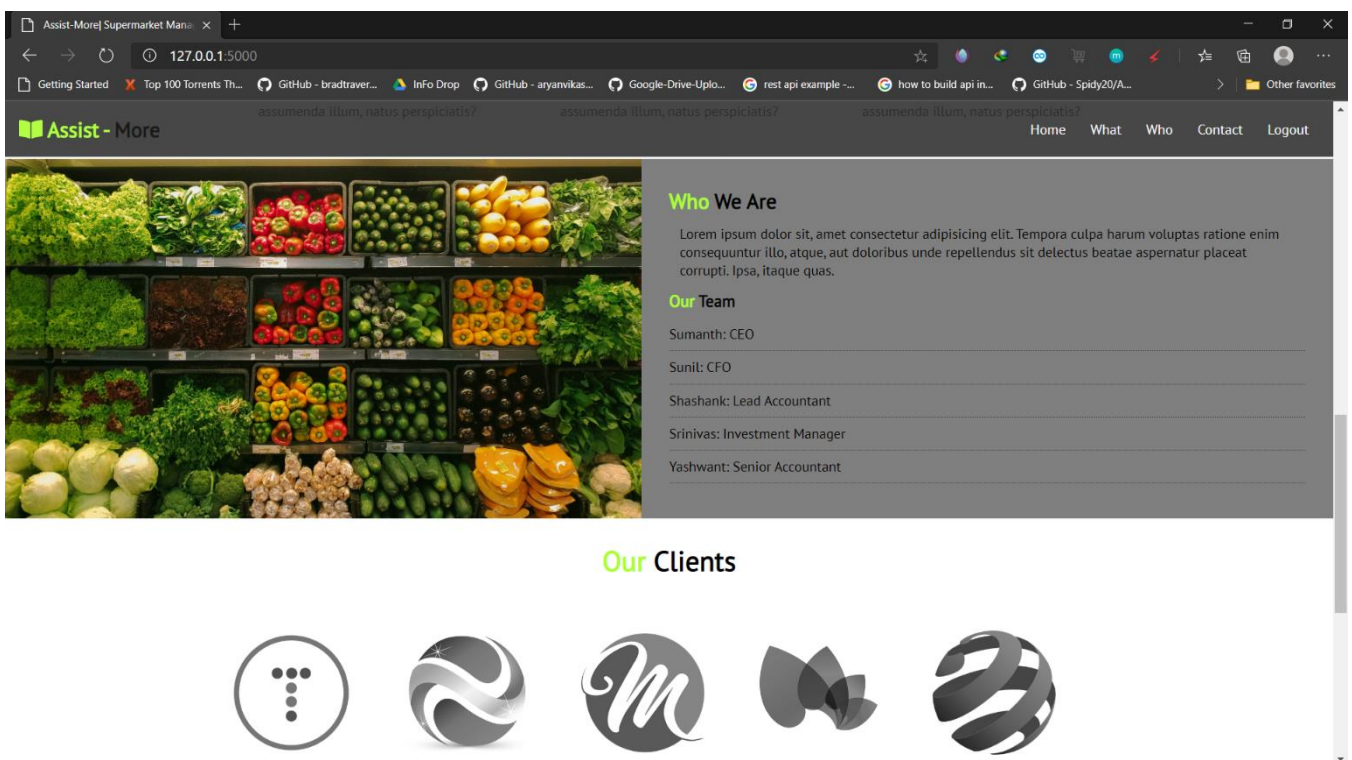 Assist-More| Supermarket Mana
127.0.0.1:5000
Getting Started Top 100 Torrents Th... GitHub - bradtraver... InFo Drop GitHub - aryanvikas... Google-Drive-Uplo... rest api example -... how to build api in... GitHub - Spidy20/A... Other favorites
assumenda illum, natus perspiciatis? assumenda illum, natus perspiciatis? assumenda illum, natus perspiciatis?
Assist - More Home What Who Contact Logout
Who We Are
Lorem ipsum dolor sit, amet consectetur adipisicing elit. Tempora culpa harum voluptas ratione enim
consequuntur illo, atque, aut doloribus unde repellendus sit delectus beatae aspernatur placeat
corrupti. Ipsa, itaque quas.
Our Team
Sumanth: CEO
Sunil: CFO
Shashank: Lead Accountant
Srinivas: Investment Manager
Yashwant: Senior Accountant
Our Clients
T M